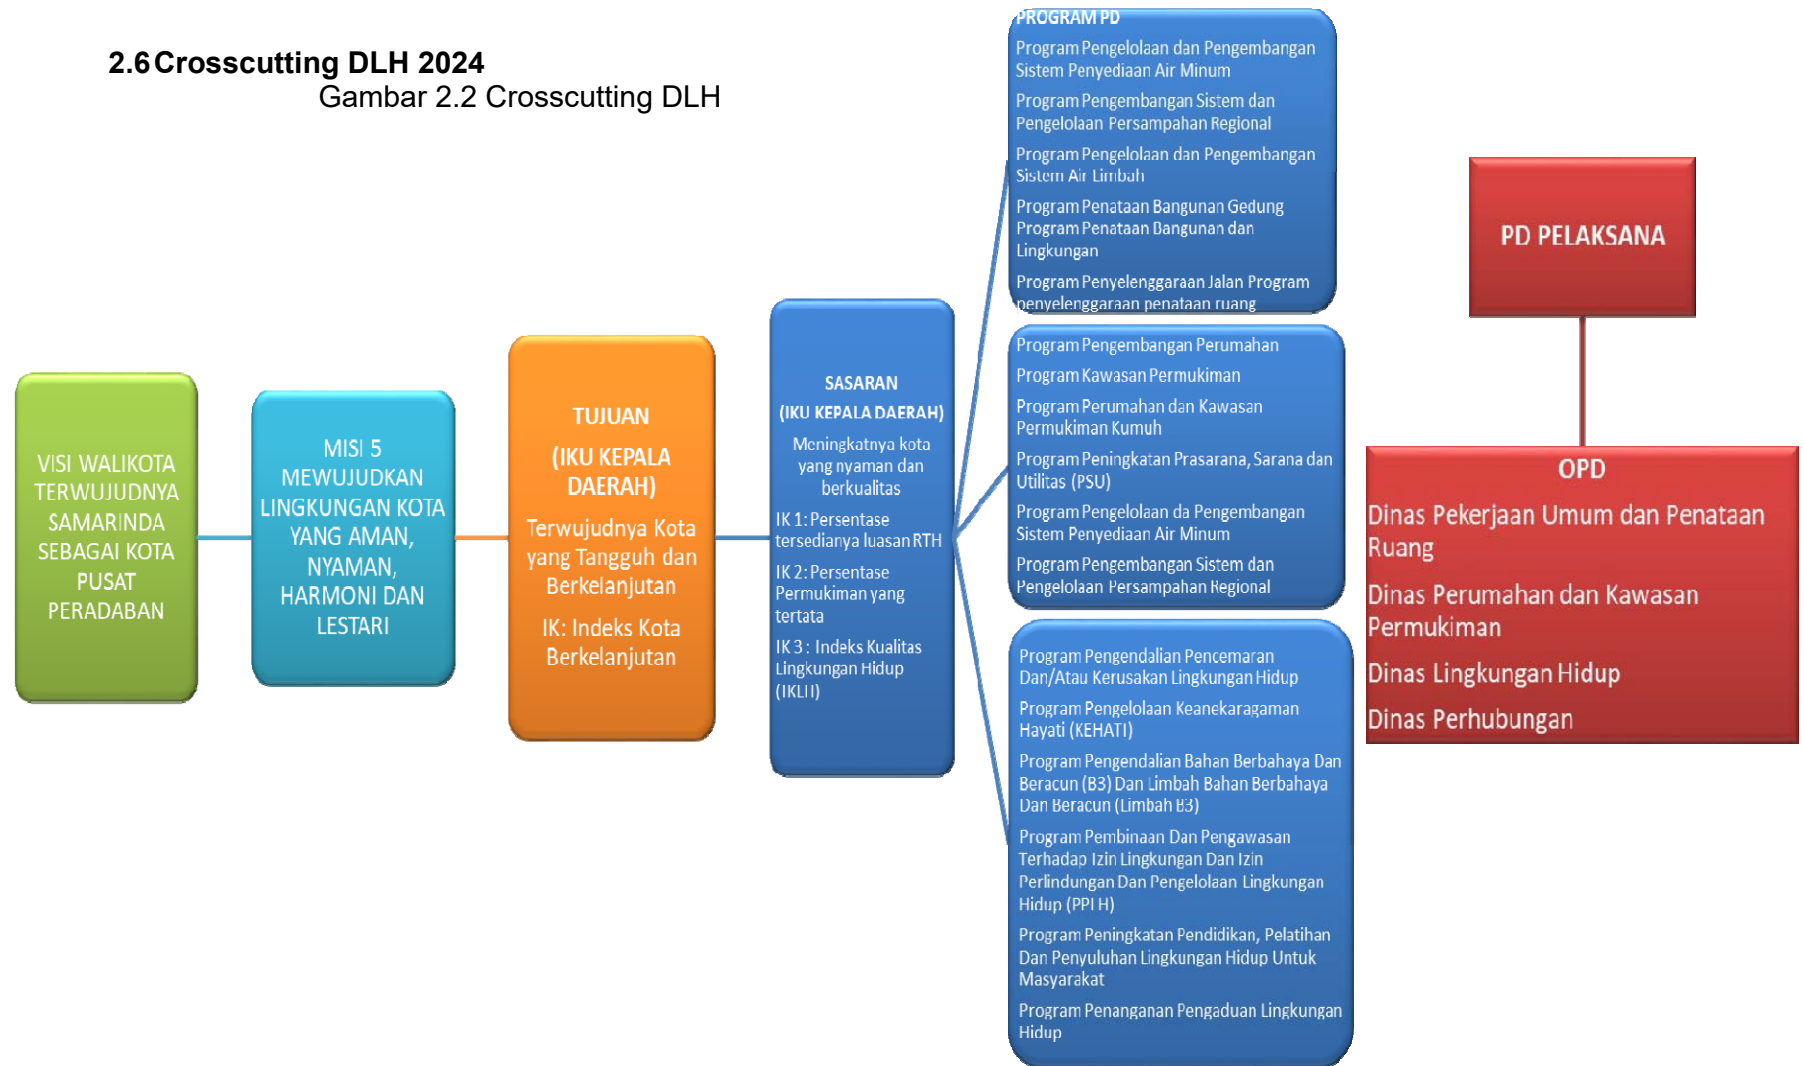 2.6 Crosscutting DLH 2024
Gambar 2.2 Crosscutting DLH
VISI WALIKOTA
TERWUJUDNYA
SAMARINDA
SEBAGAI KOTA
PUSAT
PERADABAN
MISI 5
MEWUJUDKAN
LINGKUNGAN KOTA
YANG AMAN,
NYAMAN,
HARMONI DAN
LESTARI
TUJUAN
(IKU KEPALA
DAERAH)
Terwujudnya Kota
yang Tangguh dan
Berkelanjutan
IK: Indeks Kota
Berkelanjutan
SASARAN
(IKU KEPALA DAERAH)
Meningkatnya kota
yang nyaman dan
berkualitas
IK 1: Persentase
tersedianya luasan RTH
IK 2: Persentase
Permukiman yang
tertata
IK 3 : Indeks Kualitas
Lingkungan Hidup
(IKLH)
PROGRAM PD
Program Pengelolaan dan Pengembangan
Sistem Penyediaan Air Minum
Program Pengembangan Sistem dan
Pengelolaan Persampahan Regional
Program Pengelolaan dan Pengembangan
Sistem Air Limbah
Program Penataan Bangunan Gedung
Program Penataan Bangunan dan
Lingkungan
Program Penyelenggaraan Jalan Program
penyelenggaraan penataan ruang
Program Pengembangan Perumahan
Program Kawasan Permukiman
Program Perumahan dan Kawasan
Permukiman Kumuh
Program Peningkatan Prasarana, Sarana dan
Utilitas (PSU)
Program Pengelolaan da Pengembangan
Sistem Penyediaan Air Minum
Program Pengembangan Sistem dan
Pengelolaan Persampahan Regional
Program Pengendalian Pencemaran
Dan/Atau Kerusakan Lingkungan Hidup
Program Pengelolaan Keanekaragaman
Hayati (KEHATI)
Program Pengendalian Bahan Berbahaya Dan
Beracun (B3) Dan Limbah Bahan Berbahaya
Dan Beracun (Limbah B3)
Program Pembinaan Dan Pengawasan
Terhadap Izin Lingkungan Dan Izin
Perlindungan Dan Pengelolaan Lingkungan
Hidup (PPLH)
Program Peningkatan Pendidikan, Pelatihan
Dan Penyuluhan Lingkungan Hidup Untuk
Masyarakat
Program Penanganan Pengaduan Lingkungan
Hidup
PD PELAKSANA
OPD
Dinas Pekerjaan Umum dan Penataan
Ruang
Dinas Perumahan dan Kawasan
Permukiman
Dinas Lingkungan Hidup
Dinas Perhubungan